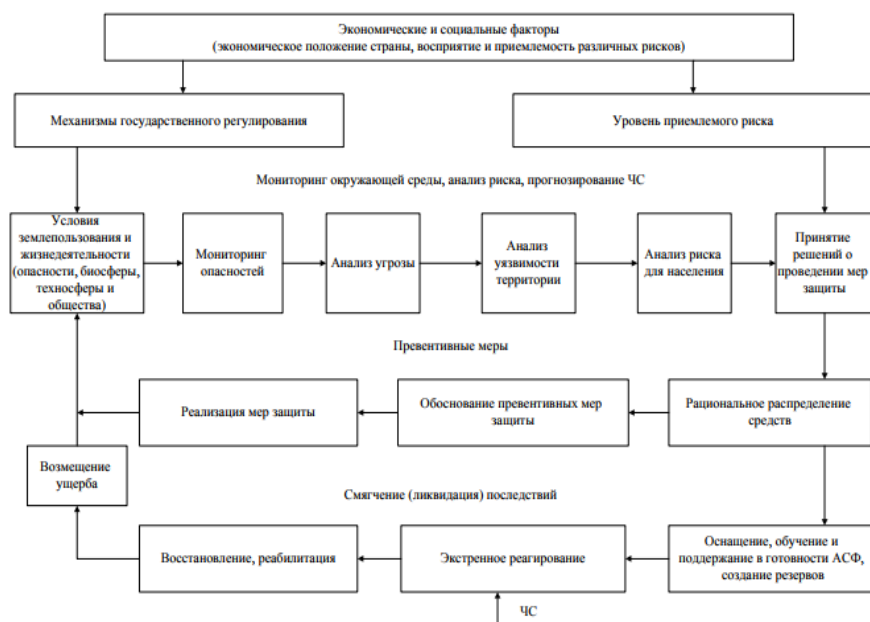 Экономические и социальные факторы
(экономическое положение страны, восприятие и приемлемость различных рисков)
Механизмы государственного регулирования
Уровень приемлемого риска
Мониторинг окружающей среды, анализ риска, прогнозирование ЧС
Условия
землепользования и
жизнедеятельности
(опасности, биосферы,
техносферы и
общества)
Мониторинг
опасностей
Анализ угрозы
Анализ
уязвимости
территории
Анализ риска
для населения
Принятие
решений о
проведении мер
защиты
Превентивные меры
Реализация мер защиты
Обоснование превентивных мер
защиты
Рациональное распределение
средств
Возмещение
ущерба
Смягчение (ликвидация) последствий
Восстановление, реабилитация
Экстренное реагирование
Оснащение, обучение и
поддержание в готовности АСФ,
создание резервов
ЧС